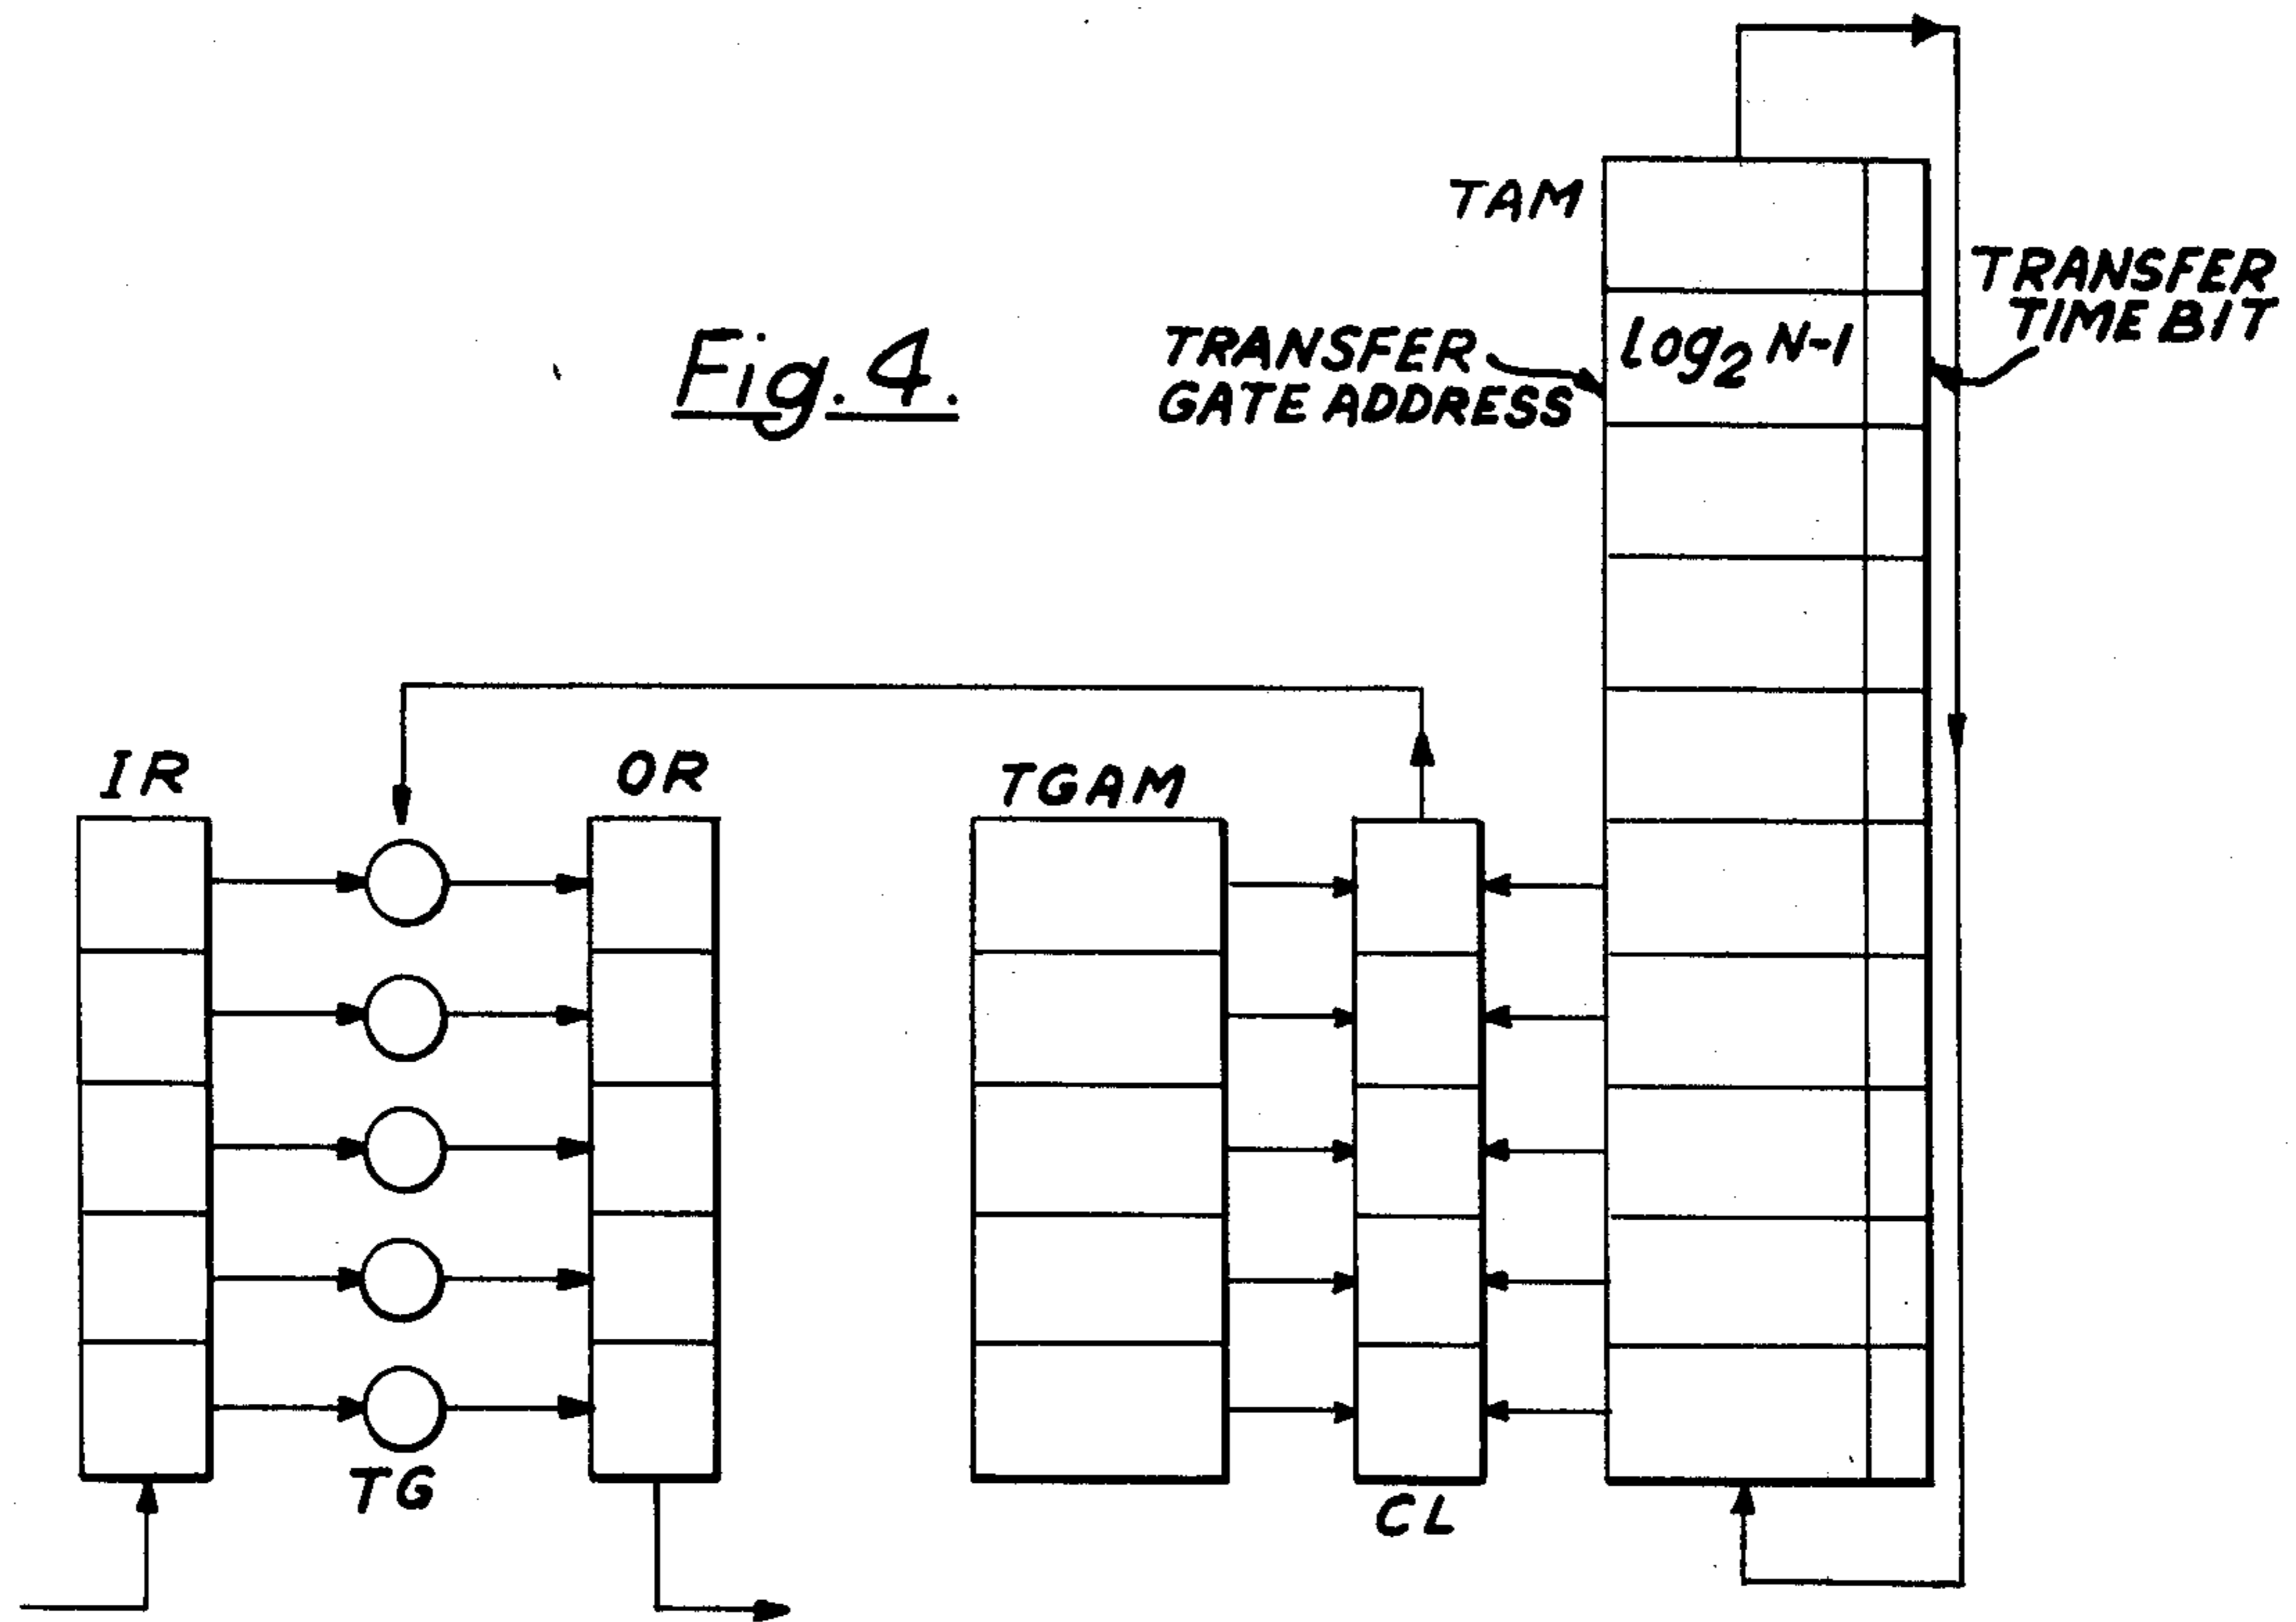 TAM
TRANSFER
TIME BIT
Fig. 4.
TRANSFER
GATE ADDRESS
Log₂ N-1
IR
OR
TGAM
TG
CL